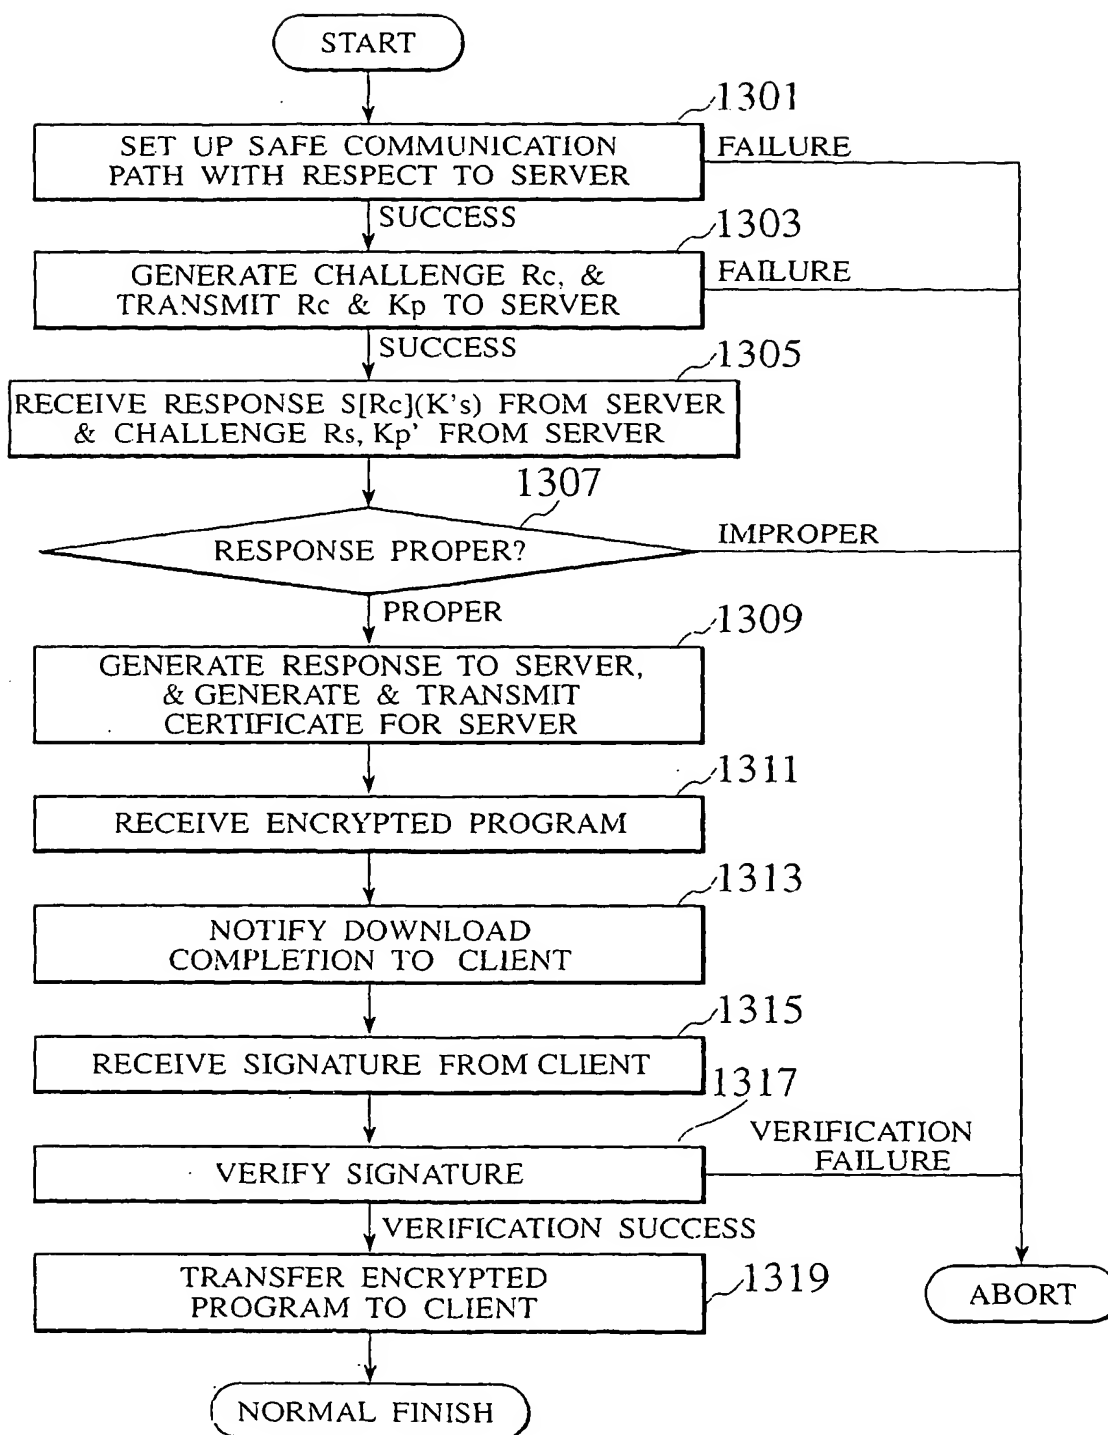 START
1301
SET UP SAFE COMMUNICATION
PATH WITH RESPECT TO SERVER
FAILURE
SUCCESS
1303
GENERATE CHALLENGE Rc, &
TRANSMIT Rc & Kp TO SERVER
FAILURE
SUCCESS
1305
RECEIVE RESPONSE S[Rc](K's) FROM SERVER
& CHALLENGE Rs, Kp' FROM SERVER
1307
RESPONSE PROPER?
IMPROPER
PROPER
1309
GENERATE RESPONSE TO SERVER,
& GENERATE & TRANSMIT
CERTIFICATE FOR SERVER
1311
RECEIVE ENCRYPTED PROGRAM
1313
NOTIFY DOWNLOAD
COMPLETION TO CLIENT
1315
RECEIVE SIGNATURE FROM CLIENT
1317
VERIFY SIGNATURE
VERIFICATION
FAILURE
VERIFICATION SUCCESS
TRANSFER ENCRYPTED
PROGRAM TO CLIENT
1319
ABORT
NORMAL FINISH